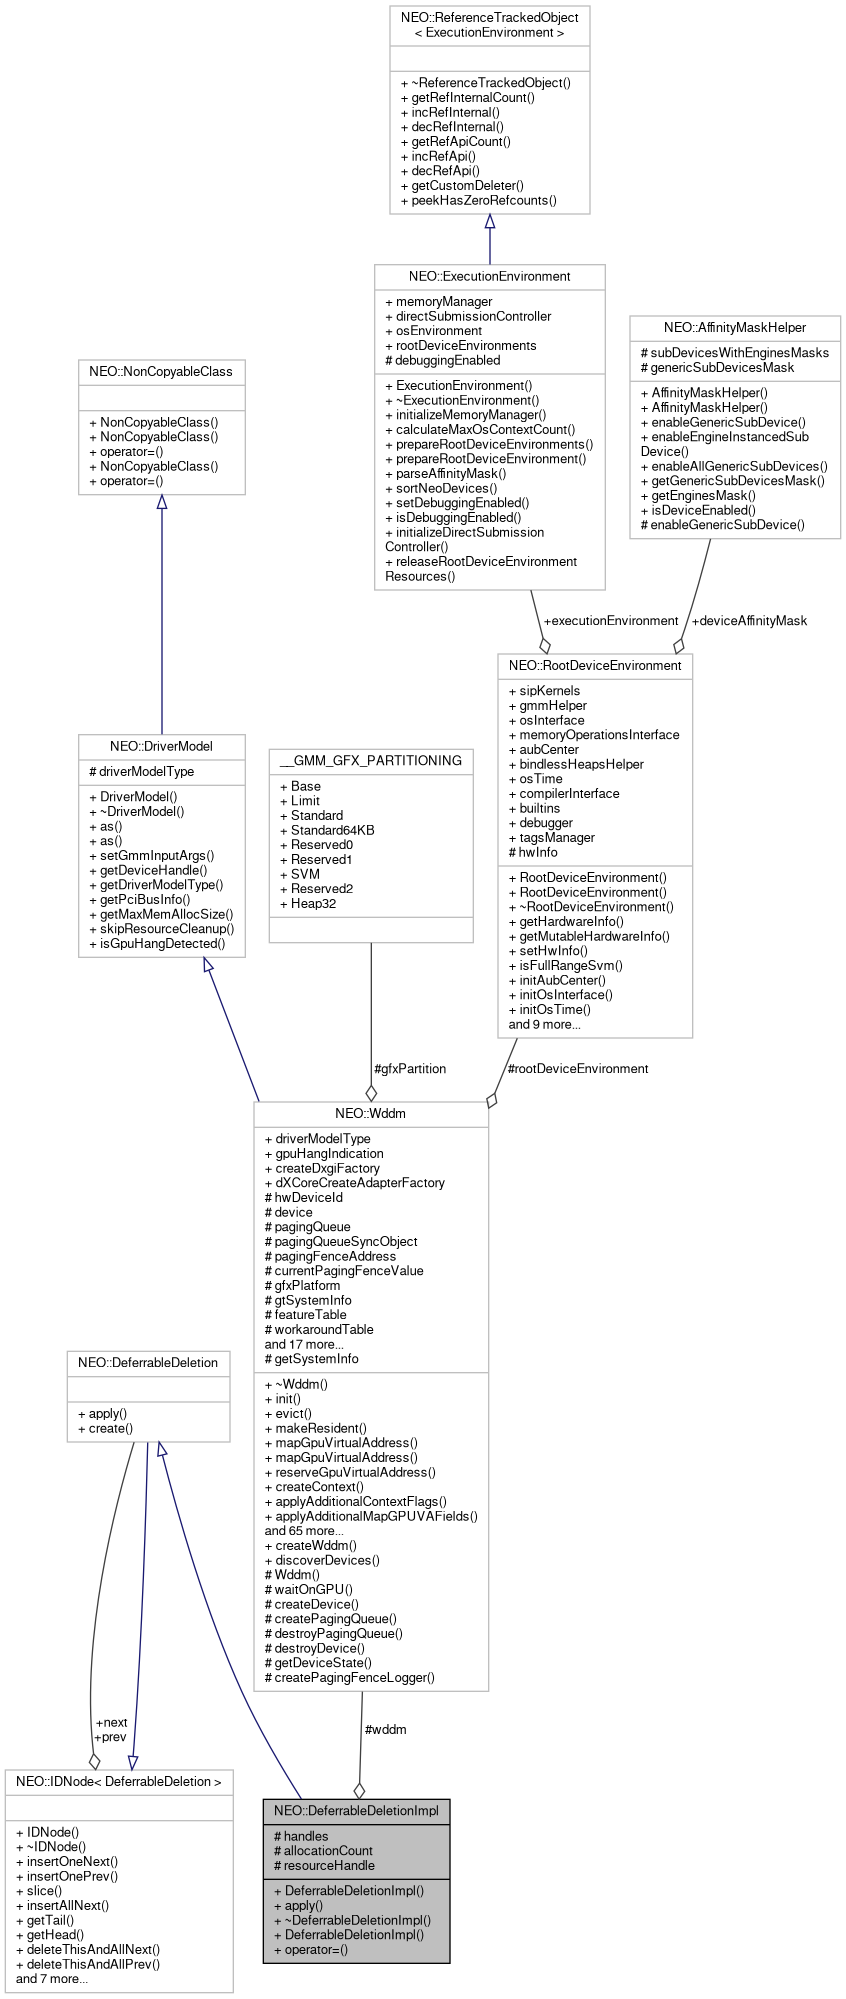 NEO::ReferenceTrackedObject
< ExecutionEnvironment >
+ ~ReferenceTrackedObject()
+ getRefInternalCount()
+ incRefInternal()
+ decRefInternal()
+ getRefApiCount()
+ incRefApi()
+ decRefApi()
+ getCustomDeleter()
+ peekHasZeroRefcounts()
NEO::ExecutionEnvironment
+ memoryManager
+ directSubmissionController
+ osEnvironment
+ rootDeviceEnvironments
# debuggingEnabled
+ ExecutionEnvironment()
+ ~ExecutionEnvironment()
+ initializeMemoryManager()
+ calculateMaxOsContextCount()
+ prepareRootDeviceEnvironments()
+ prepareRootDeviceEnvironment()
+ parseAffinityMask()
+ sortNeoDevices()
+ setDebuggingEnabled()
+ isDebuggingEnabled()
+ initializeDirectSubmission
Controller()
+ releaseRootDeviceEnvironment
Resources()
NEO::AffinityMaskHelper
# subDevicesWithEnginesMasks
# genericSubDevicesMask
+ AffinityMaskHelper()
+ AffinityMaskHelper()
+ enableGenericSubDevice()
+ enableEngineInstancedSub
Device()
+ enableAllGenericSubDevices()
+ getGenericSubDevicesMask()
+ getEnginesMask()
+ isDeviceEnabled()
# enableGenericSubDevice()
NEO::NonCopyableClass
+ NonCopyableClass()
+ NonCopyableClass()
+ operator=()
+ NonCopyableClass()
+ operator=()
+executionEnvironment
+deviceAffinityMask
NEO::RootDeviceEnvironment
+ sipKernels
+ gmmHelper
+ osInterface
+ memoryOperationsInterface
+ aubCenter
+ bindlessHeapsHelper
+ osTime
+ compilerInterface
+ builtins
+ debugger
+ tagsManager
# hwInfo
+ RootDeviceEnvironment()
+ RootDeviceEnvironment()
+ ~RootDeviceEnvironment()
+ getHardwareInfo()
+ getMutableHardwareInfo()
+ setHwInfo()
+ isFullRangeSvm()
+ initAubCenter()
+ initOsInterface()
+ initOsTime()
and 9 more...
NEO::DriverModel
# driverModelType
+ DriverModel()
+ ~DriverModel()
+ as()
+ as()
+ setGmmInputArgs()
+ getDeviceHandle()
+ getDriverModelType()
+ getPciBusInfo()
+ getMaxMemAllocSize()
+ skipResourceCleanup()
+ isGpuHangDetected()
__GMM_GFX_PARTITIONING
+ Base
+ Limit
+ Standard
+ Standard64KB
+ Reserved0
+ Reserved1
+ SVM
+ Reserved2
+ Heap32
#gfxPartition
#rootDeviceEnvironment
NEO::Wddm
+ driverModelType
+ gpuHangIndication
+ createDxgiFactory
+ dXCoreCreateAdapterFactory
# hwDeviceId
# device
# pagingQueue
# pagingQueueSyncObject
# pagingFenceAddress
# currentPagingFenceValue
# gfxPlatform
# gtSystemInfo
# featureTable
# workaroundTable
and 17 more...
# getSystemInfo
+ ~Wddm()
+ init()
+ evict()
+ makeResident()
+ mapGpuVirtualAddress()
+ mapGpuVirtualAddress()
+ reserveGpuVirtualAddress()
+ createContext()
+ applyAdditionalContextFlags()
+ applyAdditionalMapGPUVAFields()
and 65 more...
+ createWddm()
+ discoverDevices()
# Wddm()
# waitOnGPU()
# createDevice()
# createPagingQueue()
# destroyPagingQueue()
# destroyDevice()
# getDeviceState()
# createPagingFenceLogger()
NEO::DeferrableDeletion
+ apply()
+ create()
+next
+prev
#wddm
NEO::IDNode< DeferrableDeletion >
+ IDNode()
+ ~IDNode()
+ insertOneNext()
+ insertOnePrev()
+ slice()
+ insertAllNext()
+ getTail()
+ getHead()
+ deleteThisAndAllNext()
+ deleteThisAndAllPrev()
and 7 more...
NEO::DeferrableDeletionImpl
# handles
# allocationCount
# resourceHandle
+ DeferrableDeletionImpl()
+ apply()
+ ~DeferrableDeletionImpl()
+ DeferrableDeletionImpl()
+ operator=()